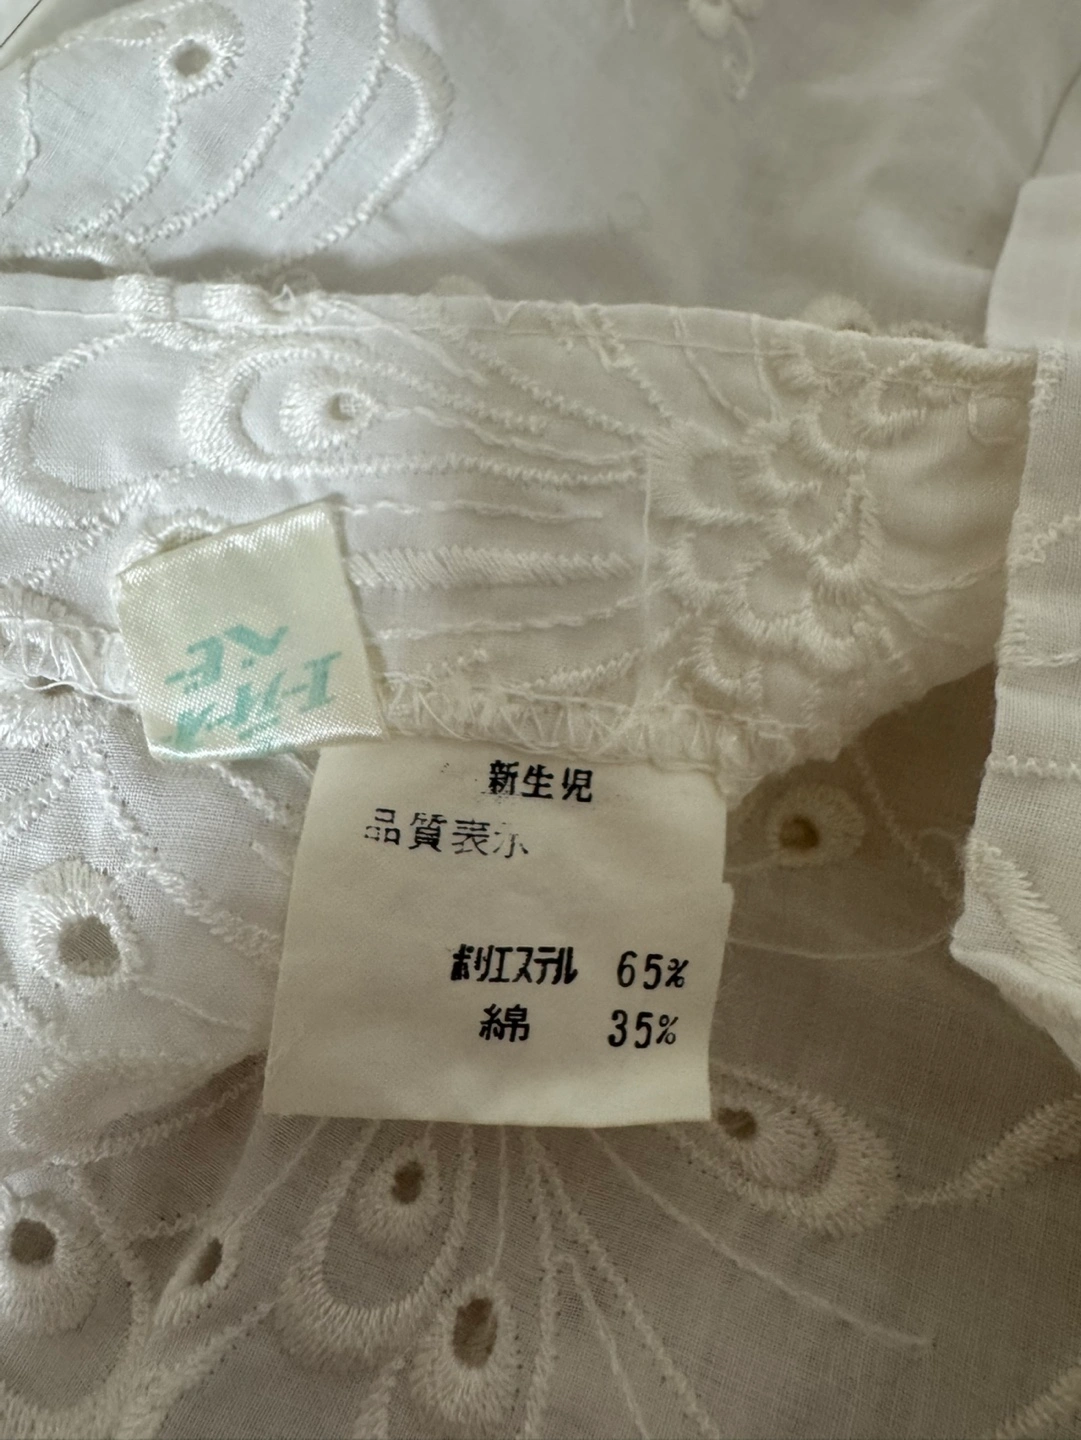 新生児
品質表示
ポリエステル 65%
綿 35%